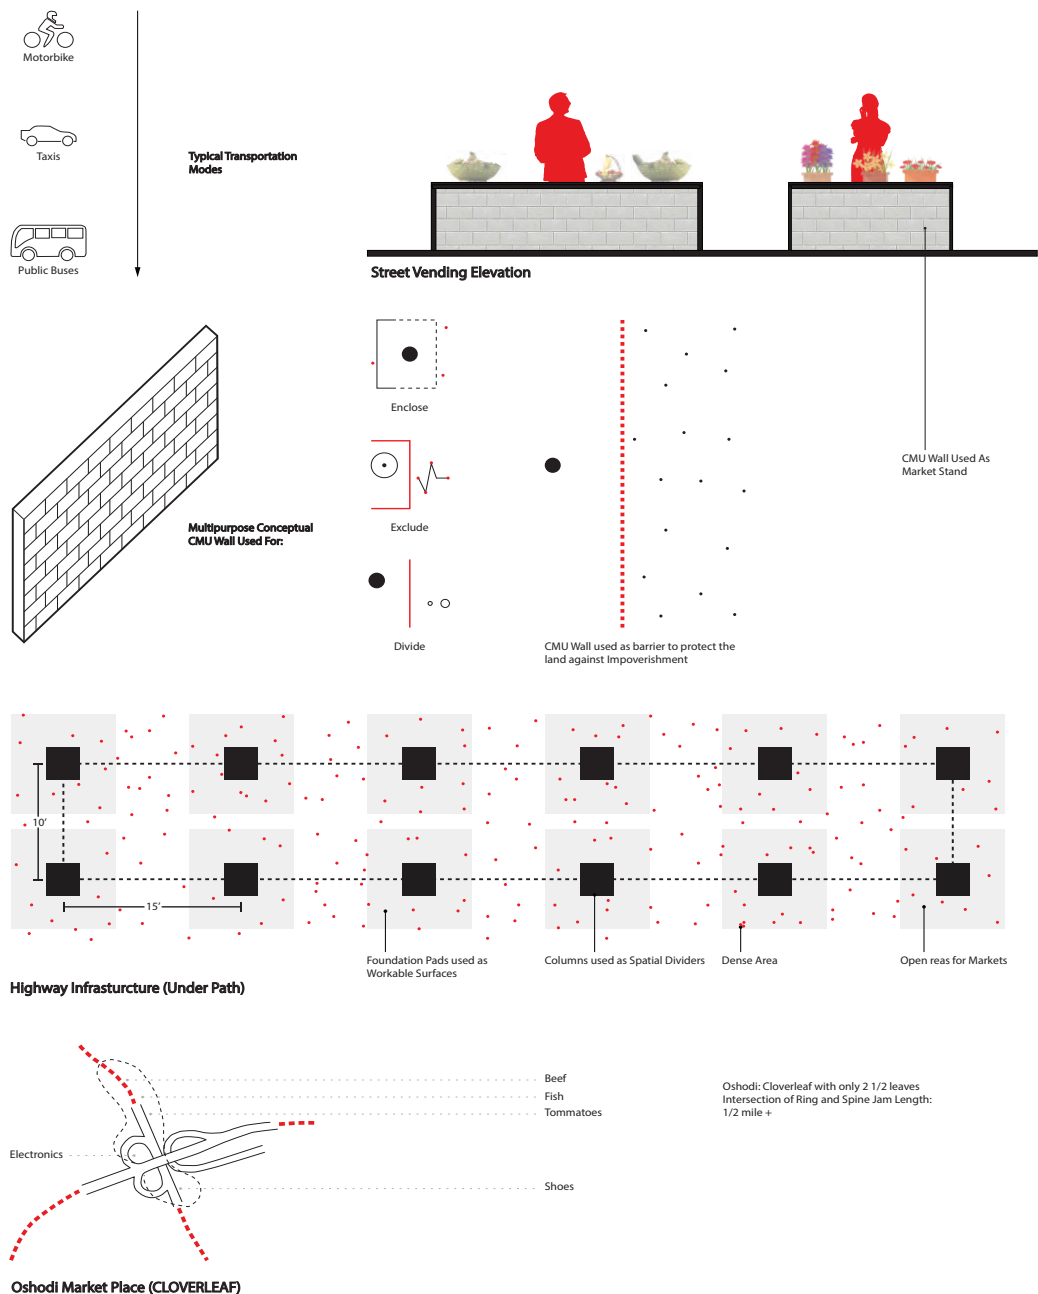 Motorbike
Taxis
Public Buses
Typical Transportation
Modes
Street Vending Elevation
CMU Wall Used As
Market Stand
Multipurpose Conceptual
CMU Wall Used For:
Enclose
Exclude
Divide
CMU Wall used as barrier to protect the
land against Impoverishment
10’
15’
Foundation Pads used as
Workable Surfaces
Columns used as Spatial Dividers
Dense Area
Open reas for Markets
Highway Infrasturcture (Under Path)
Beef
Fish
Tommatoes
Electronics
Shoes
Oshodi: Cloverleaf with only 2 1/2 leaves
Intersection of Ring and Spine Jam Length:
1/2 mile +
Oshodi Market Place (CLOVERLEAF)